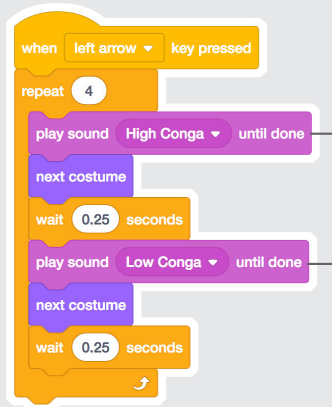 when left arrow key pressed
repeat 4
play sound High Conga until done
next costume
wait 0.25 seconds
play sound Low Conga until done
next costume
wait 0.25 seconds